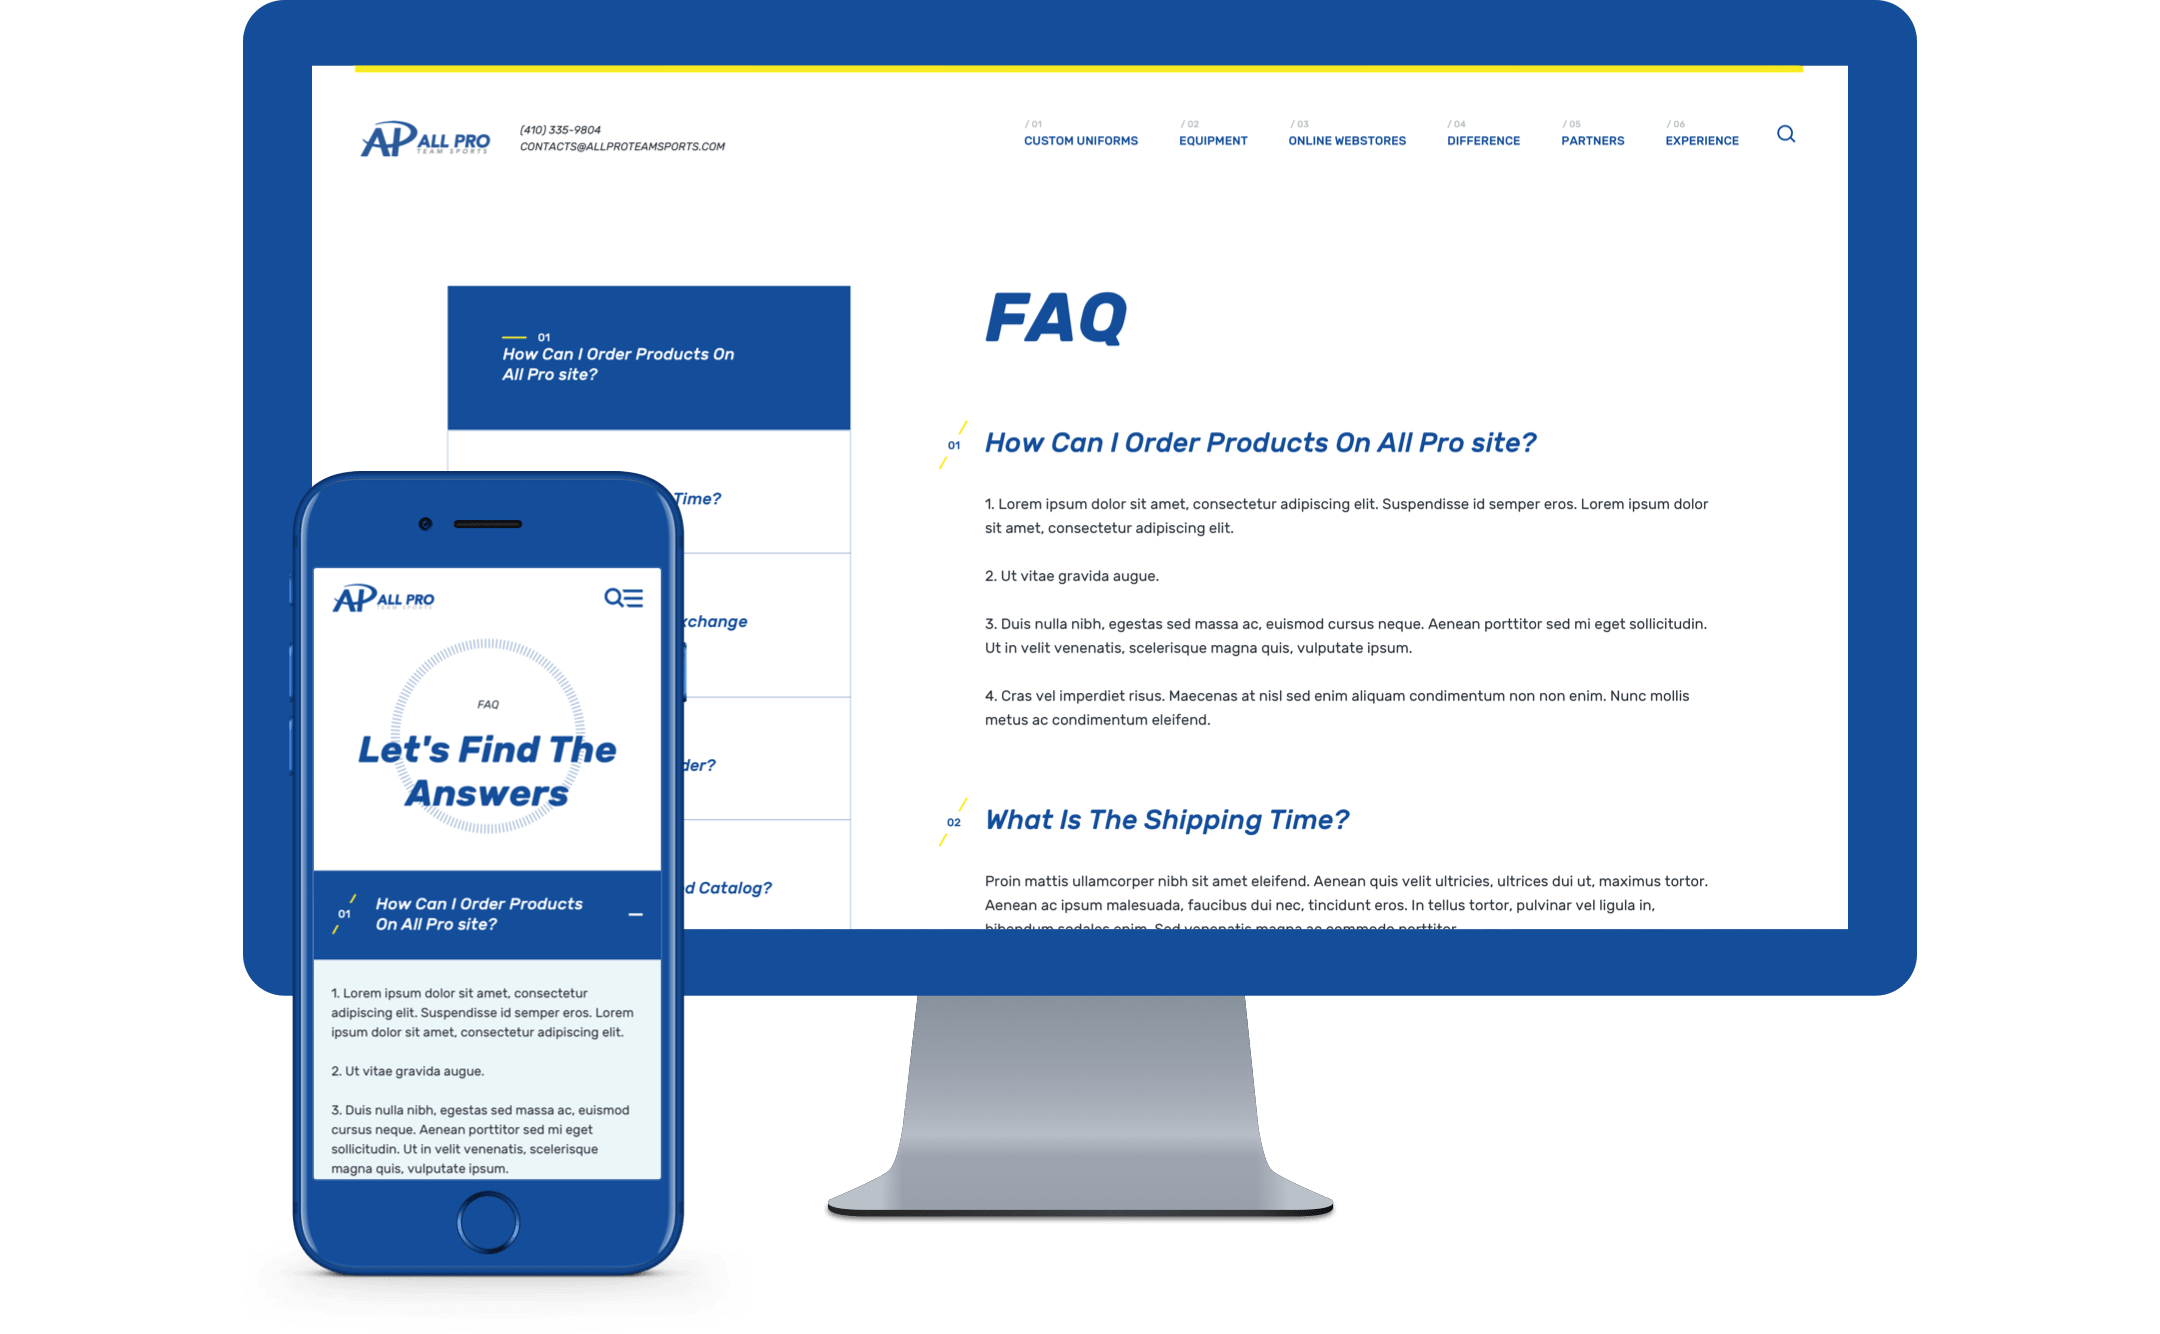 AP ALL PRO
TEAM SPORTS
(410) 335-9804
CONTACTS@ALLPROTEAMSPORTS.COM
/ 01
CUSTOM UNIFORMS
/ 02
EQUIPMENT
/ 03
ONLINE WEBSTORES
/ 04
DIFFERENCE
/ 05
PARTNERS
/ 06
EXPERIENCE
01
How Can I Order Products On
All Pro site?
Time?
xchange
der?
d Catalog?
FAQ
01
How Can I Order Products On All Pro site?
1. Lorem ipsum dolor sit amet, consectetur adipiscing elit. Suspendisse id semper eros. Lorem ipsum dolor
sit amet, consectetur adipiscing elit.
2. Ut vitae gravida augue.
3. Duis nulla nibh, egestas sed massa ac, euismod cursus neque. Aenean porttitor sed mi eget sollicitudin.
Ut in velit venenatis, scelerisque magna quis, vulputate ipsum.
4. Cras vel imperdiet risus. Maecenas at nisl sed enim aliquam condimentum non non enim. Nunc mollis
metus ac condimentum eleifend.
02
What Is The Shipping Time?
Proin mattis ullamcorper nibh sit amet eleifend. Aenean quis velit ultricies, ultrices dui ut, maximus tortor.
Aenean ac ipsum malesuada, faucibus dui nec, tincidunt eros. In tellus tortor, pulvinar vel ligula in,
bibendum sodales enim. Sed venenatis magna ac commodo porttitor.
AP ALL PRO
TEAM SPORTS
FAQ
Let's Find The
Answers
01
How Can I Order Products
On All Pro site?
1. Lorem ipsum dolor sit amet, consectetur
adipiscing elit. Suspendisse id semper eros. Lorem
ipsum dolor sit amet, consectetur adipiscing elit.
2. Ut vitae gravida augue.
3. Duis nulla nibh, egestas sed massa ac, euismod
cursus neque. Aenean porttitor sed mi eget
sollicitudin. Ut in velit venenatis, scelerisque
magna quis, vulputate ipsum.